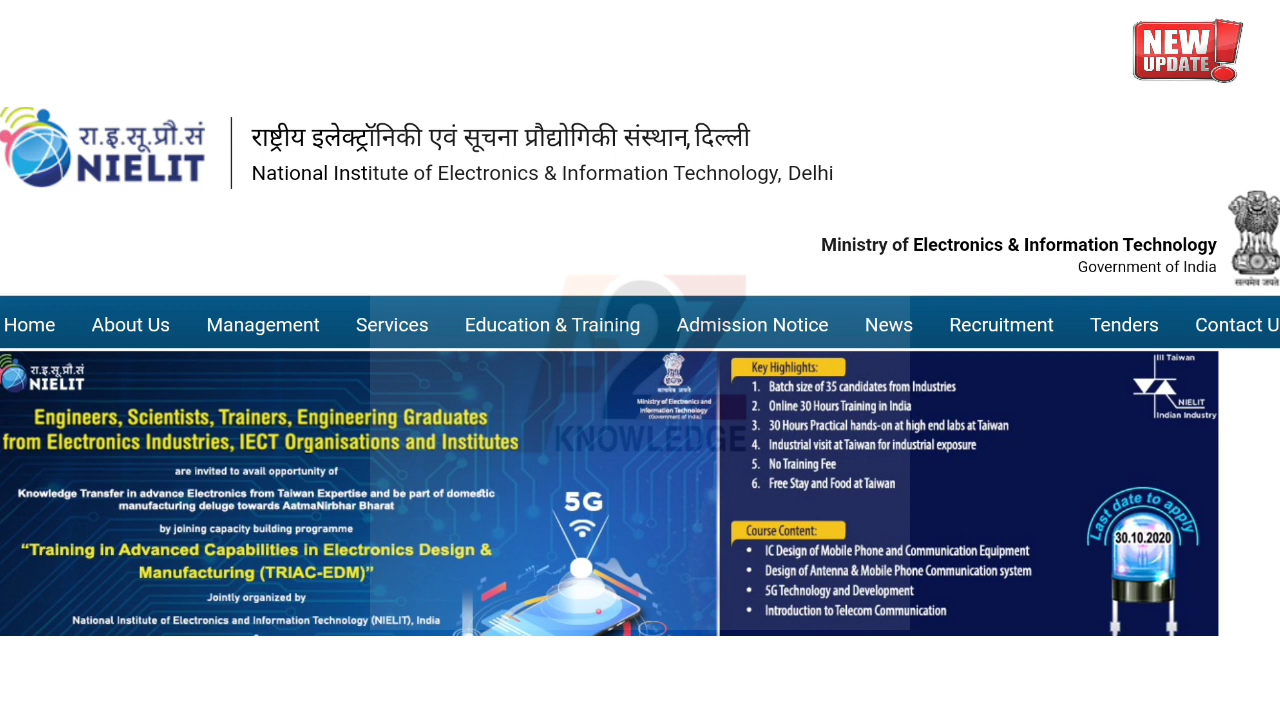 NEW
UPDATE!
रा.इ.सू.प्रौ.सं
NIELIT
राष्ट्रीय इलेक्ट्रॉनिकी एवं सूचना प्रौद्योगिकी संस्थान, दिल्ली
National Institute of Electronics & Information Technology, Delhi
Ministry of Electronics & Information Technology
Government of India
सत्यमेव जयते
Home About Us Management Services Education & Training Admission Notice News Recruitment Tenders Contact U
A2Z
KNOWLEDGE
रा.इ.सू.प्रौ.सं
NIELIT
सत्यमेव जयते
Ministry of Electronics and
Information Technology
(Government of India)
Engineers, Scientists, Trainers, Engineering Graduates
from Electronics Industries, IECT Organisations and Institutes
are invited to avail opportunity of
Knowledge Transfer in advance Electronics from Taiwan Expertise and be part of domestic
manufacturing deluge towards AatmaNirbhar Bharat
by joining capacity building programme
“Training in Advanced Capabilities in Electronics Design &
Manufacturing (TRIAC-EDM)”
Jointly organized by
National Institute of Electronics and Information Technology (NIELIT), India
5G
Key Highlights:
1. Batch size of 35 candidates from Industries
2. Online 30 Hours Training in India
3. 30 Hours Practical hands-on at high end labs at Taiwan
4. Industrial visit at Taiwan for industrial exposure
5. No Training Fee
6. Free Stay and Food at Taiwan
Course Content:
• IC Design of Mobile Phone and Communication Equipment
• Design of Antenna & Mobile Phone Communication system
• 5G Technology and Development
• Introduction to Telecom Communication
III Taiwan
NIELIT
Indian Industry
Last date to apply
30.10.2020